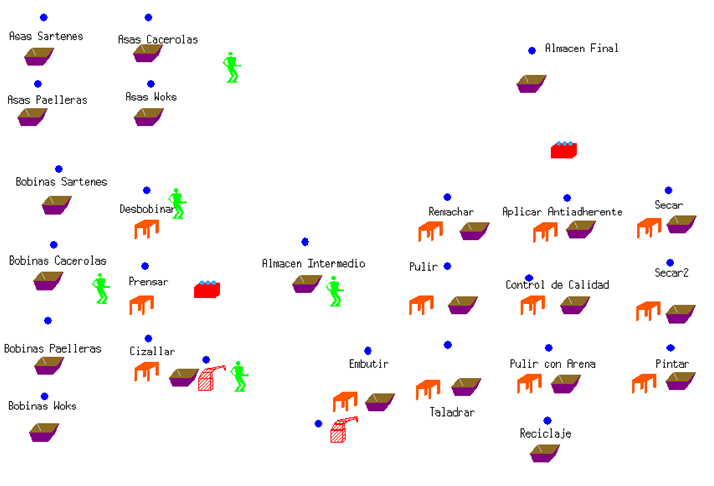 Asas Sartenes
Asas Cacerolas
Almacen Final
Asas Paelleras
Asas Woks
Bobinas Sartenes
Desbobinar
Remachar
Aplicar Antiadherente
Secar
Bobinas Cacerolas
Almacen Intermedio
Pulir
Secar2
Prensar
Control de Calidad
Bobinas Paelleras
Cizallar
Embutir
Pulir con Arena
Pintar
Bobinas Woks
Taladrar
Reciclaje